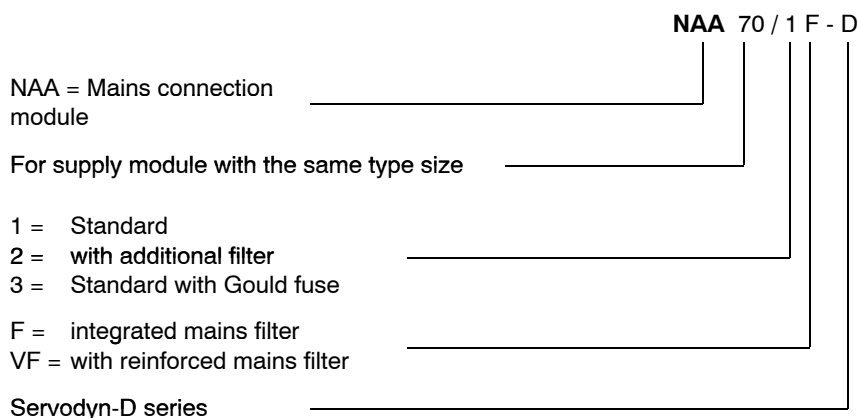 NAA 70 / 1 F - D
NAA = Mains connection
module
For supply module with the same type size
1 = Standard
2 = with additional filter
3 = Standard with Gould fuse
F = integrated mains filter
VF = with reinforced mains filter
Servodyn-D series